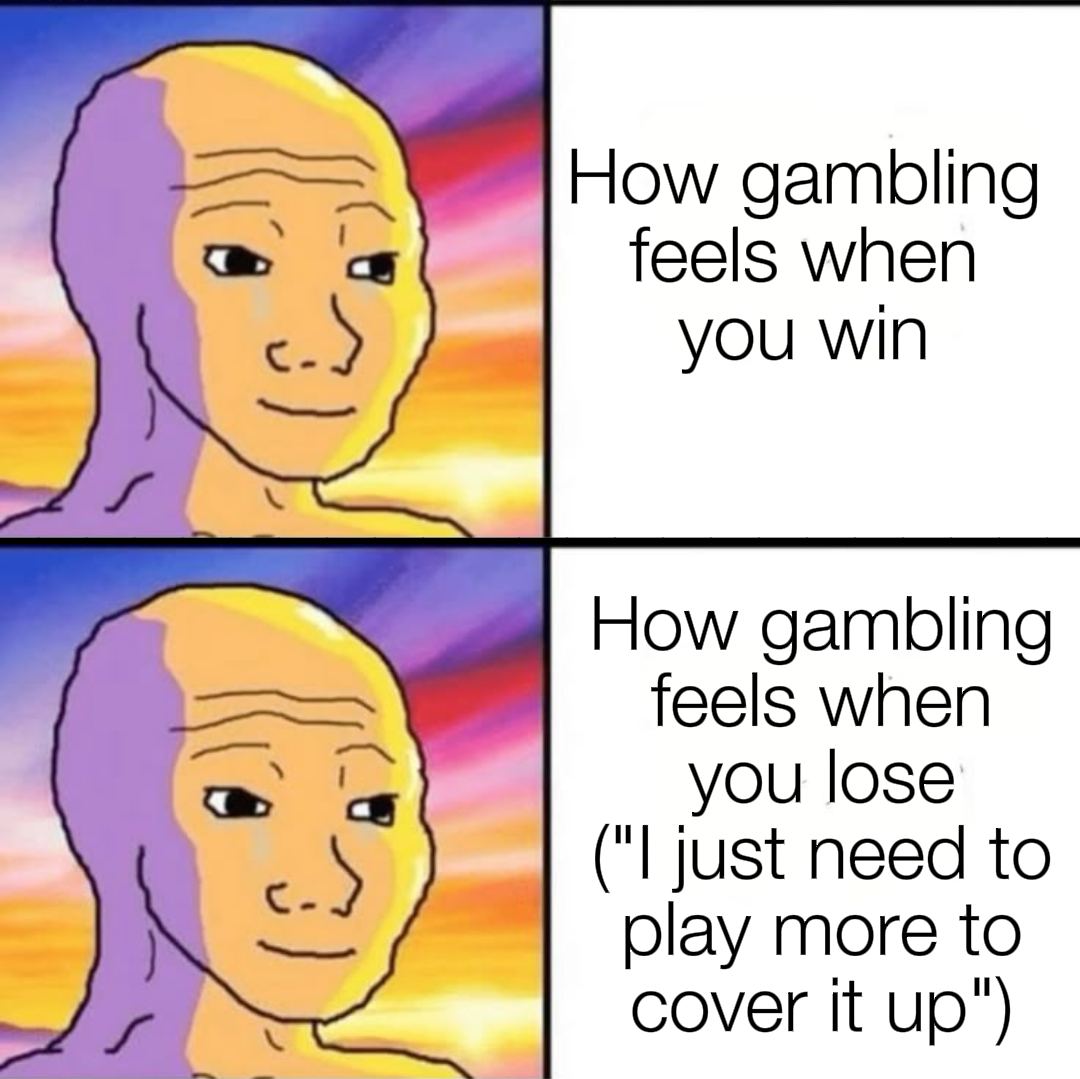 How gambling
feels when
you win
How gambling
feels when
you lose
("I just need to
play more to
cover it up")